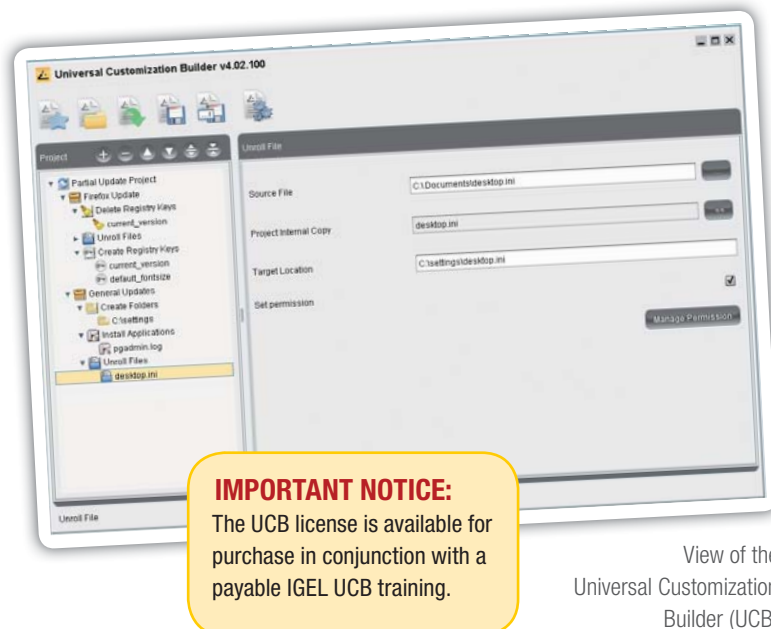 Universal Customization Builder v4.02.100
Project
Partial Update Project
Firefox Update
Delete Registry Keys
current_version
Unroll Files
Create Registry Keys
current_version
default_fontsize
General Updates
Create Folders
C:\settings
Install Applications
pgadmin.log
Unroll Files
desktop.ini
Unroll File
Source File
C:\Documents\desktop.ini
Project Internal Copy
desktop.ini
Target Location
C:\settings\desktop.ini
Set permission
Manage Permission
Unroll File
IMPORTANT NOTICE:
The UCB license is available for
purchase in conjunction with a
payable IGEL UCB training.
View of the
Universal Customization
Builder (UCB